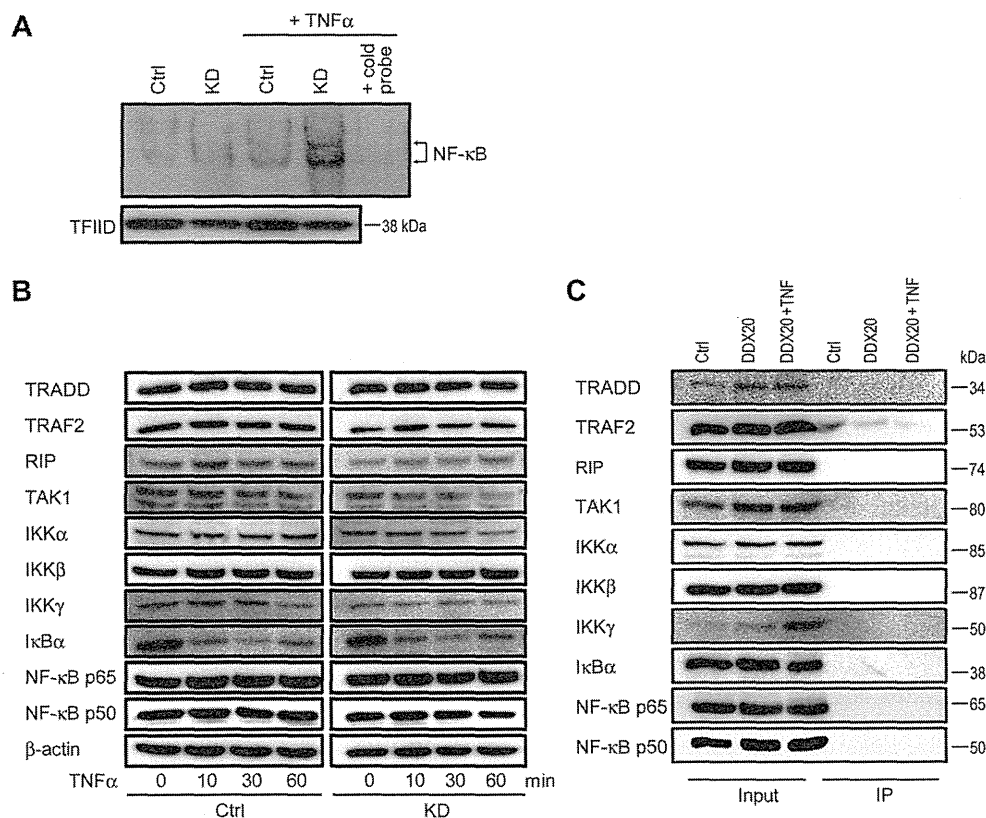 A
+ TNFα
Ctrl
KD
Ctrl
KD
+ cold
probe
NF-κB
TFIID
38 kDa
B
TRADD
TRAF2
RIP
TAK1
IKKα
IKKβ
IKKγ
IκBα
NF-κB p65
NF-κB p50
β-actin
TNFα 0 10 30 60 0 10 30 60 min
Ctrl KD
C
Ctrl
DDX20
DDX20+TNF
Ctrl
DDX20
DDX20+TNF
kDa
TRADD 34
TRAF2 53
RIP 74
TAK1 80
IKKα 85
IKKβ 87
IKKγ 50
IκBα 38
NF-κB p65 65
NF-κB p50 50
Input IP